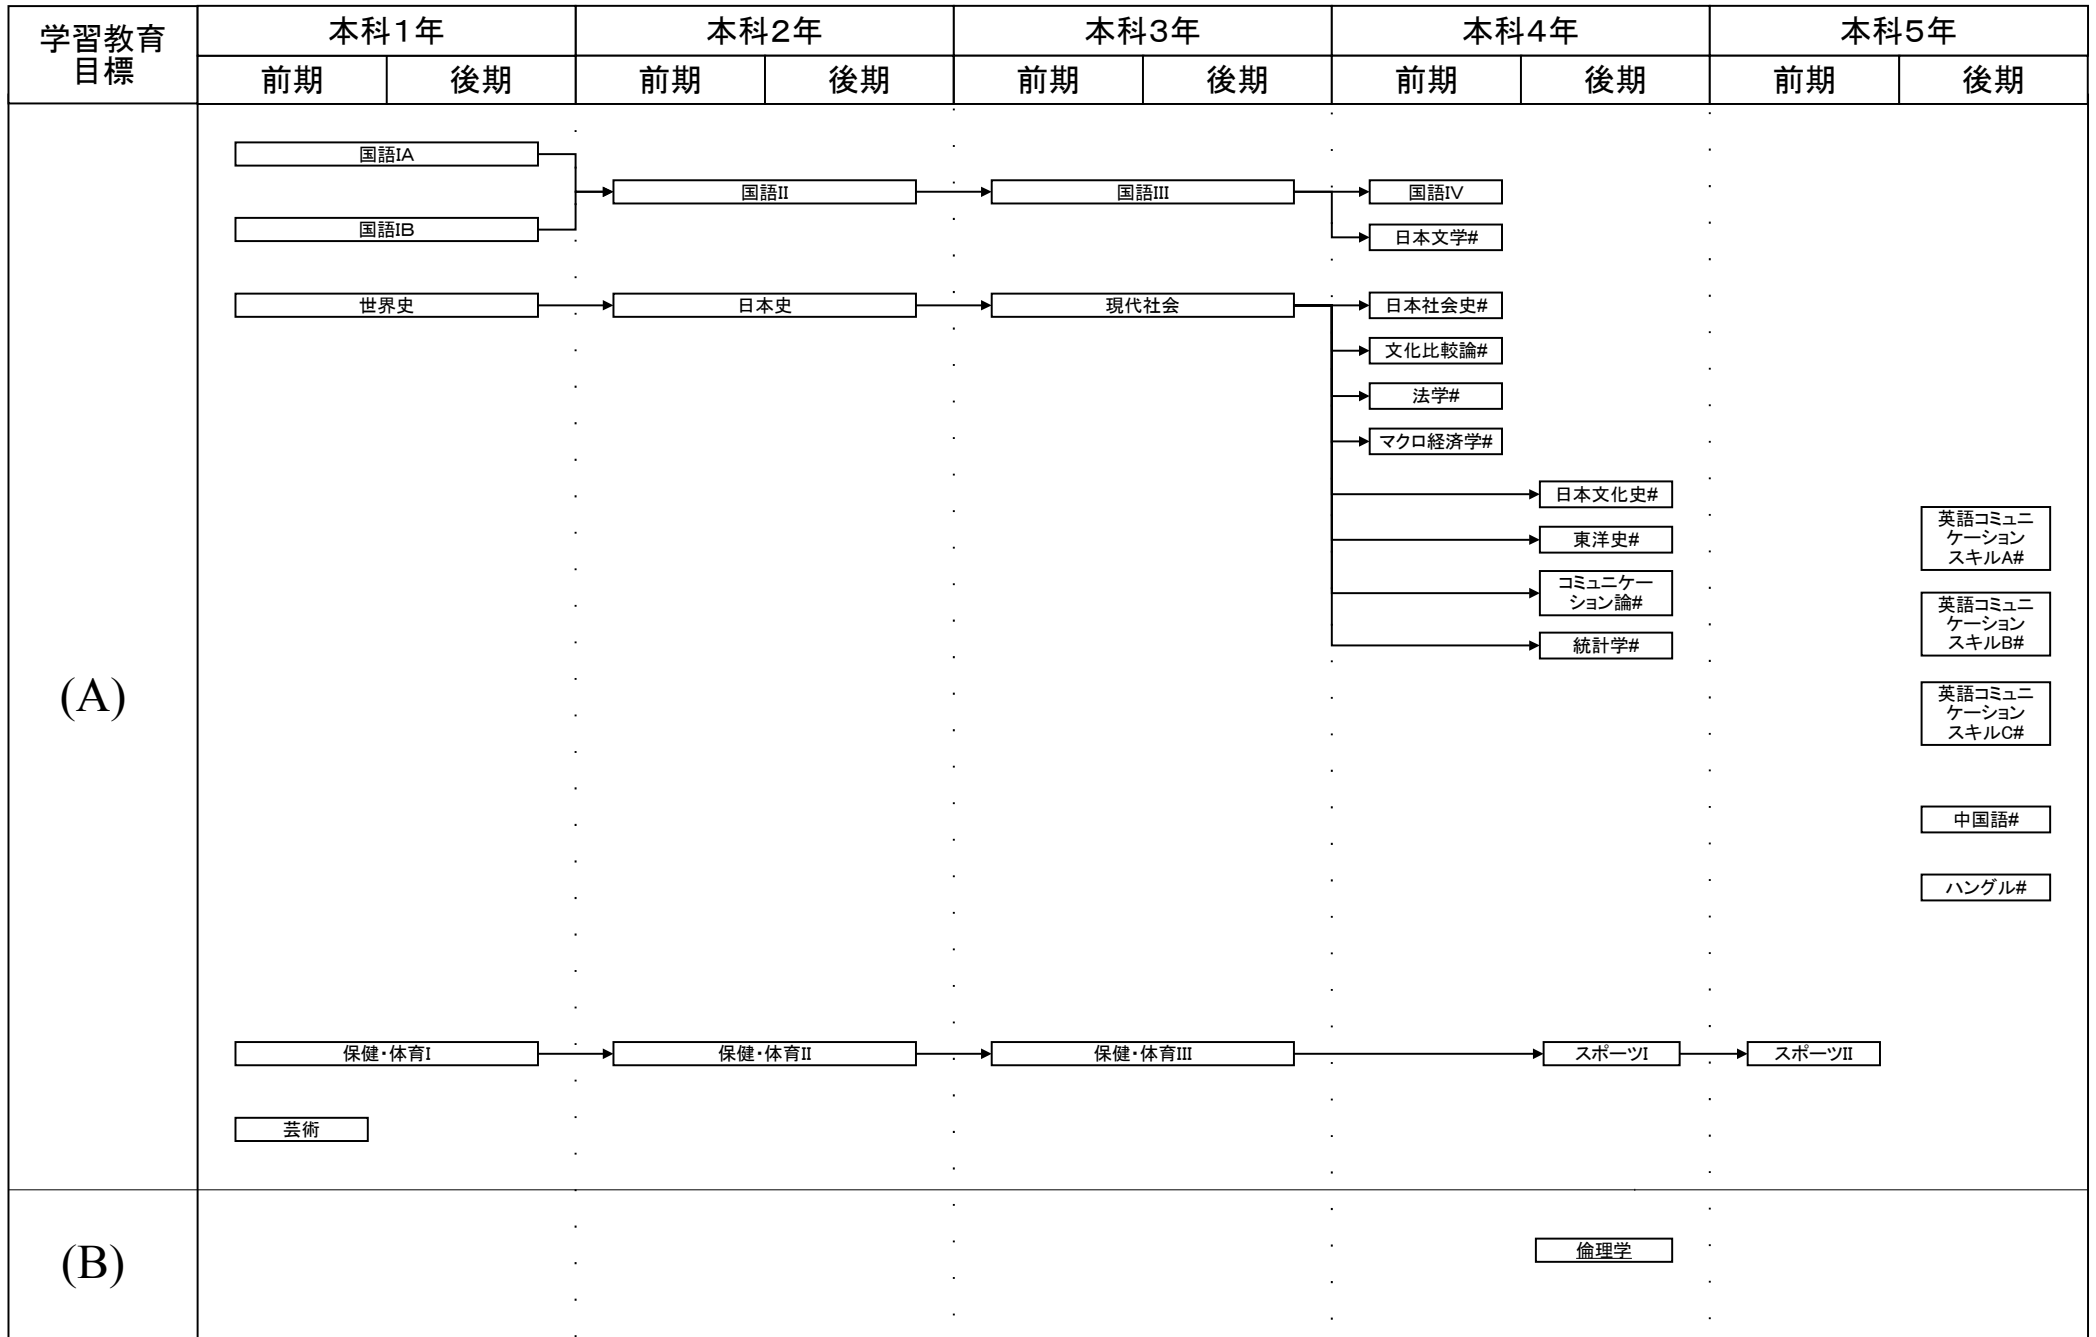 学習教育
目標
本科1年
本科2年
本科3年
本科4年
本科5年
前期
後期
前期
後期
前期
後期
前期
後期
前期
後期
(A)
国語IA
国語IB
国語II
国語III
国語IV
日本文学#
世界史
日本史
現代社会
日本社会史#
文化比較論#
法学#
マクロ経済学#
日本文化史#
東洋史#
コミュニケー
ション論#
統計学#
英語コミュニ
ケーション
スキルA#
英語コミュニ
ケーション
スキルB#
英語コミュニ
ケーション
スキルC#
中国語#
ハングル#
保健・体育I
保健・体育II
保健・体育III
スポーツI
スポーツII
芸術
(B)
倫理学